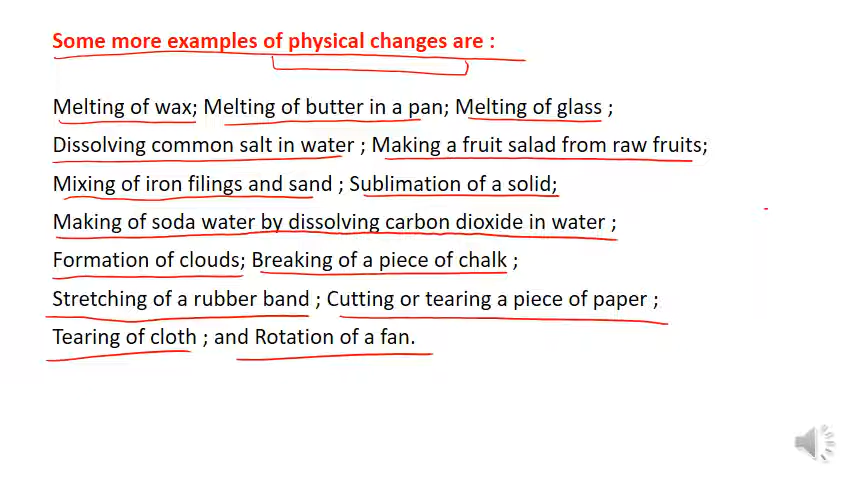 Some more examples of physical changes are :
Melting of wax; Melting of butter in a pan; Melting of glass ;
Dissolving common salt in water ; Making a fruit salad from raw fruits;
Mixing of iron filings and sand ; Sublimation of a solid;
Making of soda water by dissolving carbon dioxide in water ;
Formation of clouds; Breaking of a piece of chalk ;
Stretching of a rubber band ; Cutting or tearing a piece of paper ;
Tearing of cloth ; and Rotation of a fan.